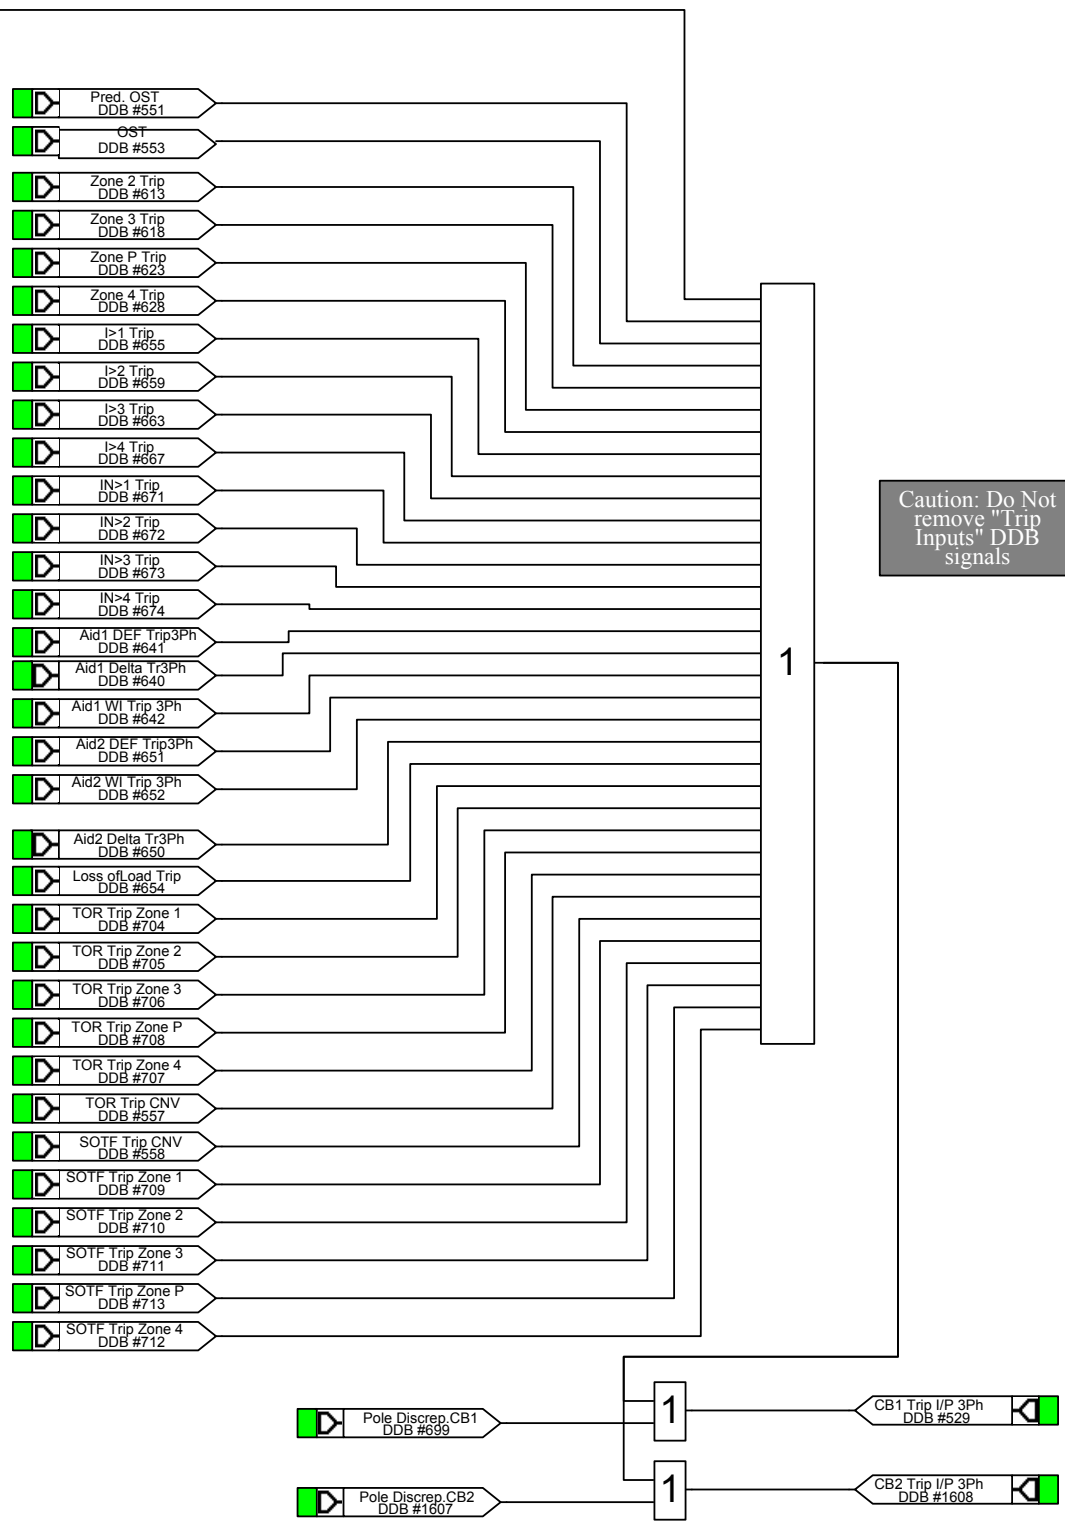 Pred. OST
DDB #551
OST
DDB #553
Zone 2 Trip
DDB #613
Zone 3 Trip
DDB #618
Zone P Trip
DDB #623
Zone 4 Trip
DDB #628
I>1 Trip
DDB #655
I>2 Trip
DDB #659
I>3 Trip
DDB #663
I>4 Trip
DDB #667
IN>1 Trip
DDB #671
IN>2 Trip
DDB #672
IN>3 Trip
DDB #673
IN>4 Trip
DDB #674
Aid1 DEF Trip3Ph
DDB #641
Aid1 Delta Tr3Ph
DDB #640
Aid1 WI Trip 3Ph
DDB #642
Aid2 DEF Trip3Ph
DDB #651
Aid2 WI Trip 3Ph
DDB #652
Aid2 Delta Tr3Ph
DDB #650
Loss ofLoad Trip
DDB #654
TOR Trip Zone 1
DDB #704
TOR Trip Zone 2
DDB #705
TOR Trip Zone 3
DDB #706
TOR Trip Zone P
DDB #708
TOR Trip Zone 4
DDB #707
TOR Trip CNV
DDB #557
SOTF Trip CNV
DDB #558
SOTF Trip Zone 1
DDB #709
SOTF Trip Zone 2
DDB #710
SOTF Trip Zone 3
DDB #711
SOTF Trip Zone P
DDB #713
SOTF Trip Zone 4
DDB #712
1
Caution: Do Not
remove "Trip
Inputs" DDB
signals
Pole Discrep.CB1
DDB #699
1
CB1 Trip I/P 3Ph
DDB #529
Pole Discrep.CB2
DDB #1607
1
CB2 Trip I/P 3Ph
DDB #1608